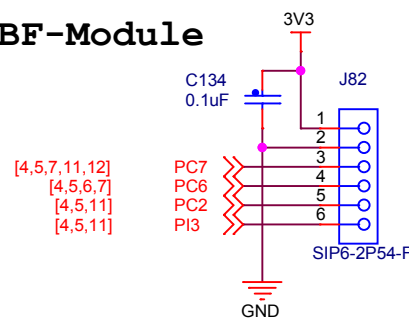 BF-Module
3V3
C134
0.1uF
J82
1
2
[4,5,7,11,12] PC7 3
[4,5,6,7] PC6 4
[4,5,11] PC2 5
[4,5,11] PI3 6
SIP6-2P54-F
GND